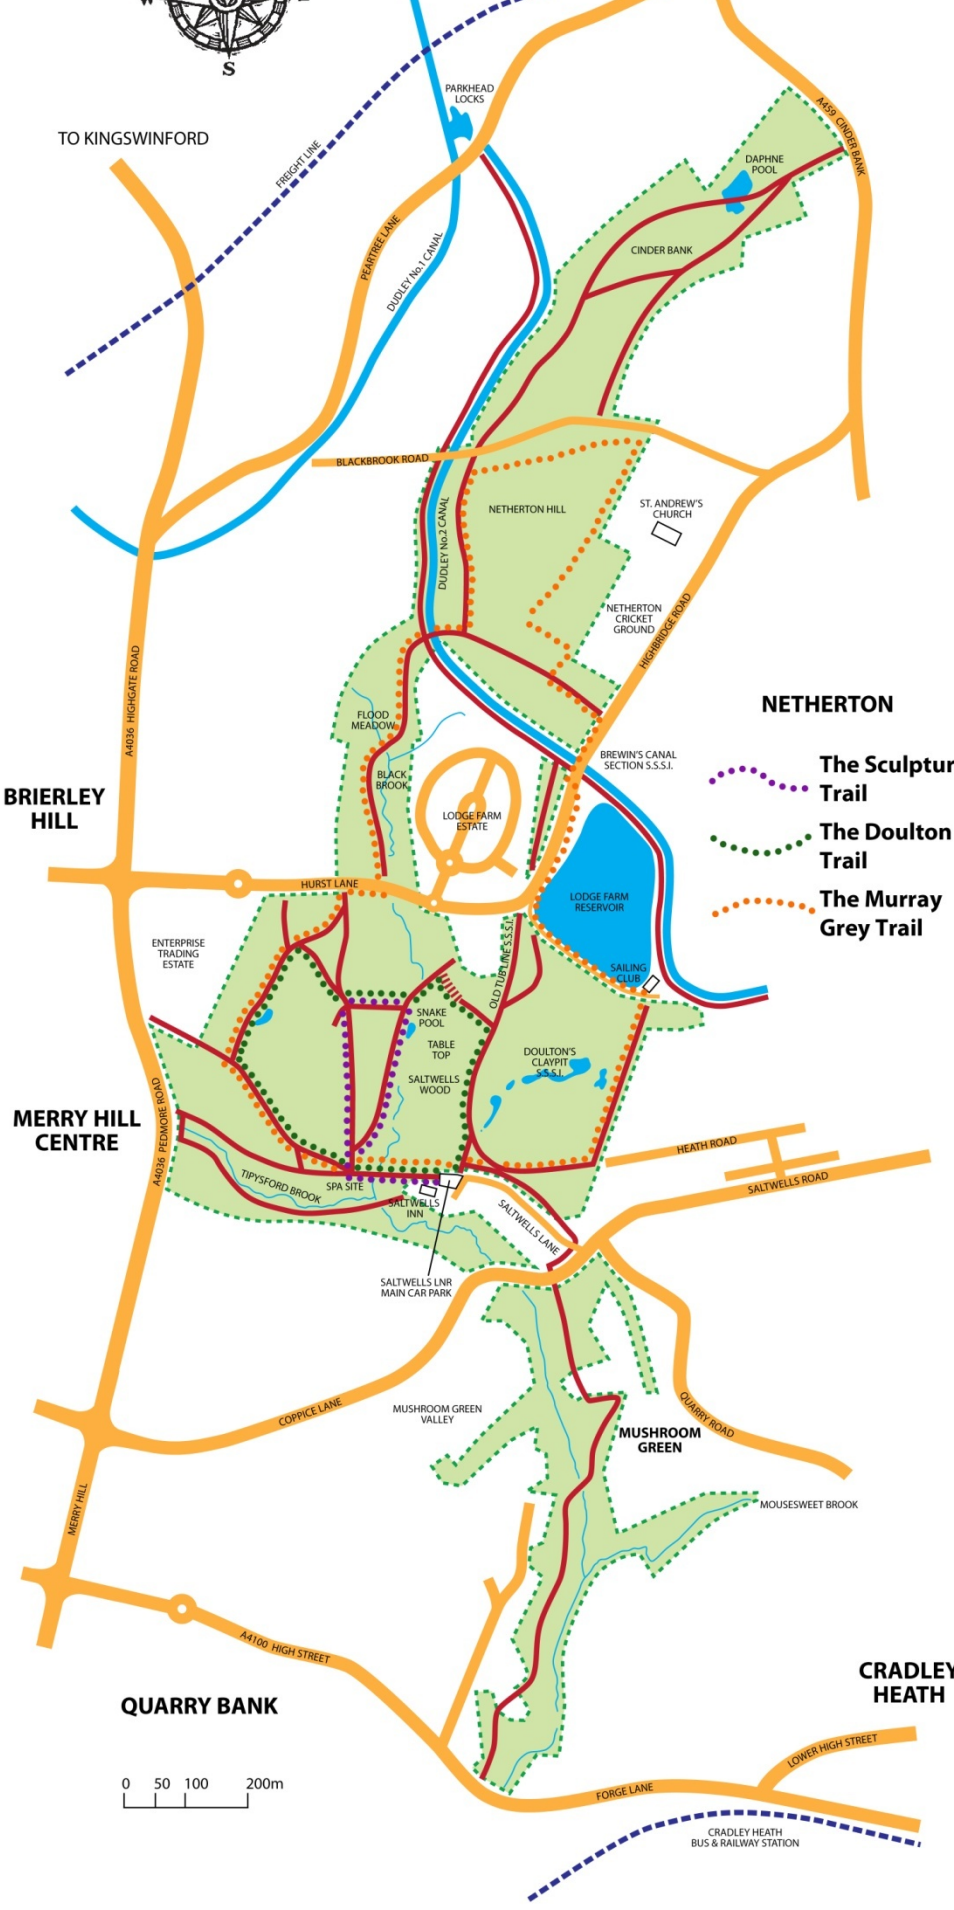 S
PARKHEAD
LOCKS
TO KINGSWINFORD
FREIGHT LINE
A459 CINDER BANK
DAPHNE
POOL
PEARTREE LANE
DUDLEY No.1 CANAL
CINDER BANK
BLACKBROOK ROAD
DUDLEY No.2 CANAL
NETHERTON HILL
ST. ANDREW'S
CHURCH
NETHERTON
CRICKET
GROUND
HIGHBRIDGE ROAD
A4036 HIGHGATE ROAD
NETHERTON
FLOOD
MEADOW
BLACK
BROOK
BREWIN'S CANAL
SECTION S.S.S.I.
The Sculptur
Trail
BRIERLEY
HILL
LODGE FARM
ESTATE
The Doulton
Trail
HURST LANE
LODGE FARM
RESERVOIR
The Murray
Grey Trail
ENTERPRISE
TRADING
ESTATE
OLD TUB LINE S.S.S.I.
SAILING
CLUB
SNAKE
POOL
TABLE
TOP
SALTWELLS
WOOD
DOULTON'S
CLAYPIT
S.S.S.I.
MERRY HILL
CENTRE
A4036 PEDMORE ROAD
HEATH ROAD
SALTWELLS ROAD
TIPYSFORD BROOK
SPA SITE
SALTWELLS
INN
SALTWELLS LANE
SALTWELLS LNR
MAIN CAR PARK
COPPICE LANE
MUSHROOM GREEN
VALLEY
MUSHROOM
GREEN
QUARRY ROAD
MERRY HILL
MOUSESWEET BROOK
A4100 HIGH STREET
QUARRY BANK
CRADLEY
HEATH
LOWER HIGH STREET
0 50 100 200m
FORGE LANE
CRADLEY HEATH
BUS & RAILWAY STATION